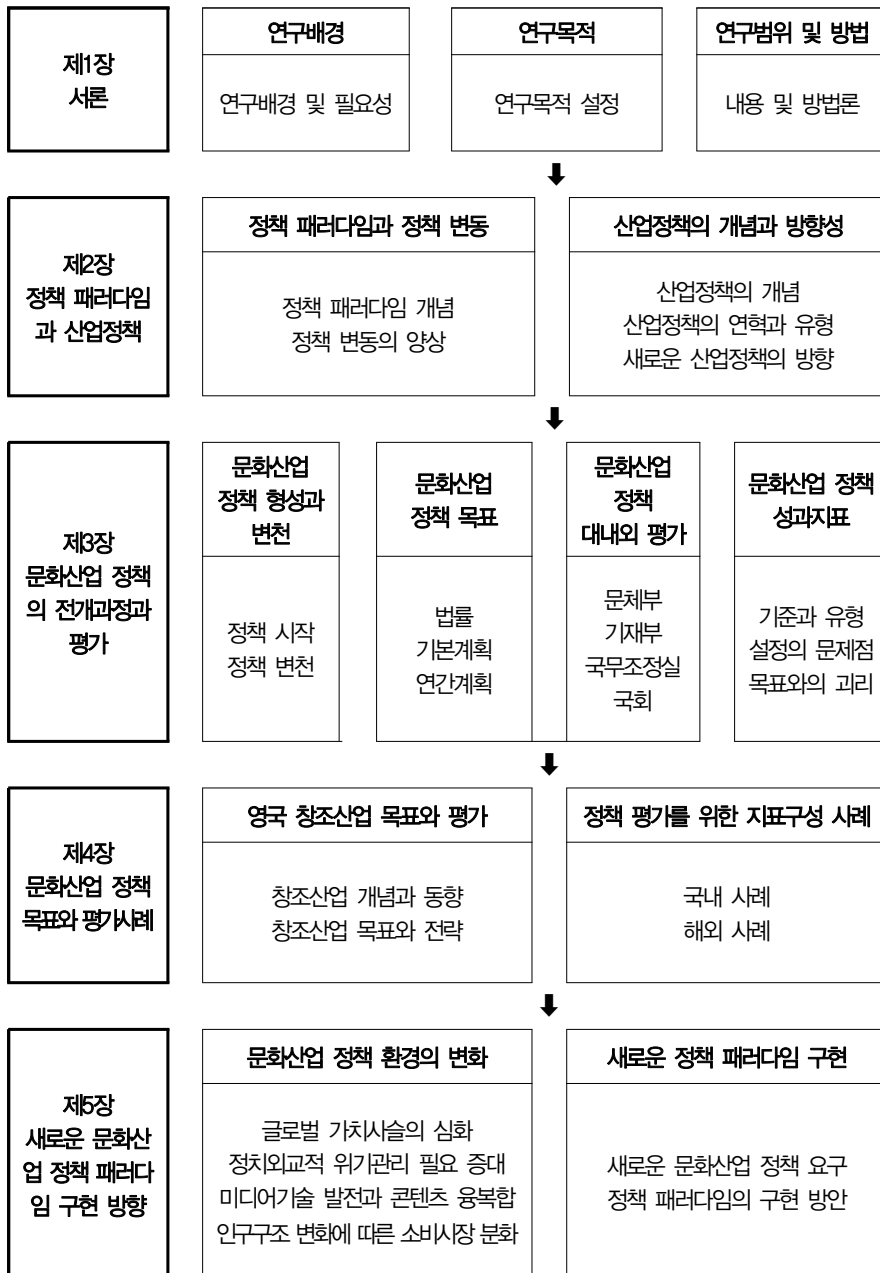 제1장
서론
연구배경
연구배경 및 필요성
연구목적
연구목적 설정
연구범위 및 방법
내용 및 방법론
제2장
정책 패러다임
과 산업정책
정책 패러다임과 정책 변동
정책 패러다임 개념
정책 변동의 양상
산업정책의 개념과 방향성
산업정책의 개념
산업정책의 연혁과 유형
새로운 산업정책의 방향
제3장
문화산업 정책
의 전개과정과
평가
문화산업
정책 형성과
변천
정책 시작
정책 변천
문화산업
정책 목표
법률
기본계획
연간계획
문화산업
정책
대내외 평가
문체부
기재부
국무조정실
국회
문화산업 정책
성과지표
기준과 유형
설정의 문제점
목표와의 괴리
제4장
문화산업 정책
목표와 평가사례
영국 창조산업 목표와 평가
창조산업 개념과 동향
창조산업 목표와 전략
정책 평가를 위한 지표구성 사례
국내 사례
해외 사례
제5장
새로운 문화산
업 정책 패러다
임 구현 방향
문화산업 정책 환경의 변화
글로벌 가치사슬의 심화
정치외교적 위기관리 필요 증대
미디어기술 발전과 콘텐츠 융복합
인구구조 변화에 따른 소비시장 분화
새로운 정책 패러다임 구현
새로운 문화산업 정책 요구
정책 패러다임의 구현 방안